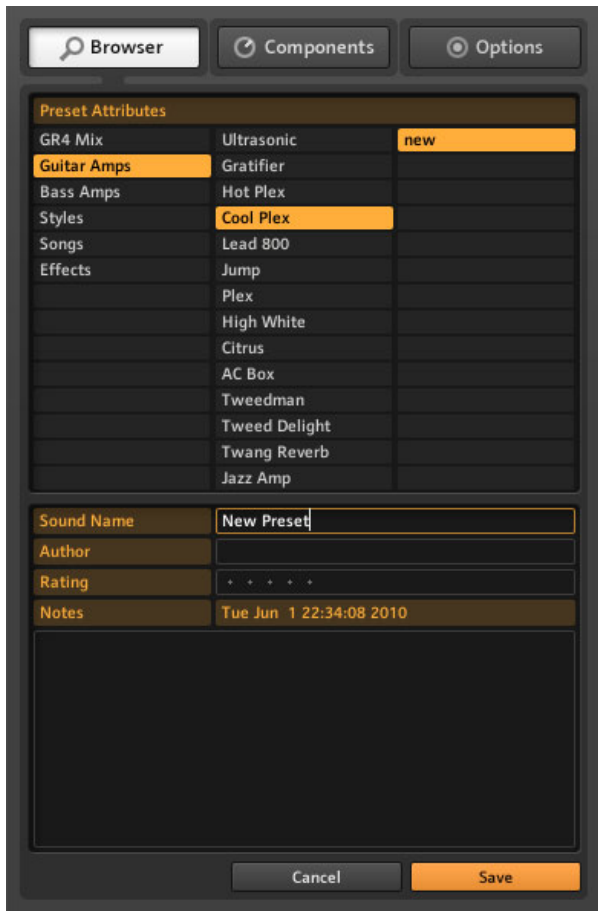 Browser Components Options
Preset Attributes
GR4 Mix Ultrasonic new
Guitar Amps Gratifier
Bass Amps Hot Plex
Styles Cool Plex
Songs Lead 800
Effects Jump
Plex
High White
Citrus
AC Box
Tweedman
Tweed Delight
Twang Reverb
Jazz Amp
Sound Name New Preset
Author
Rating
Notes Tue Jun 1 22:34:08 2010
Cancel Save